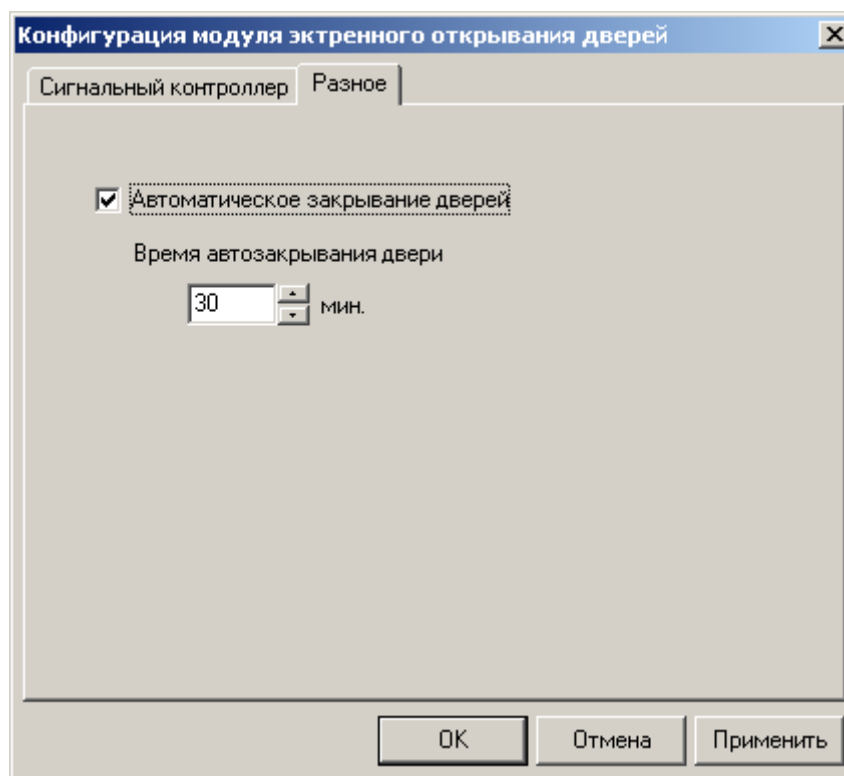 Конфигурация модуля эктренного открывания дверей
Сигнальный контроллер Разное
Автоматическое закрывание дверей
Время автозакрывания двери
30 мин.
OK Отмена Применить